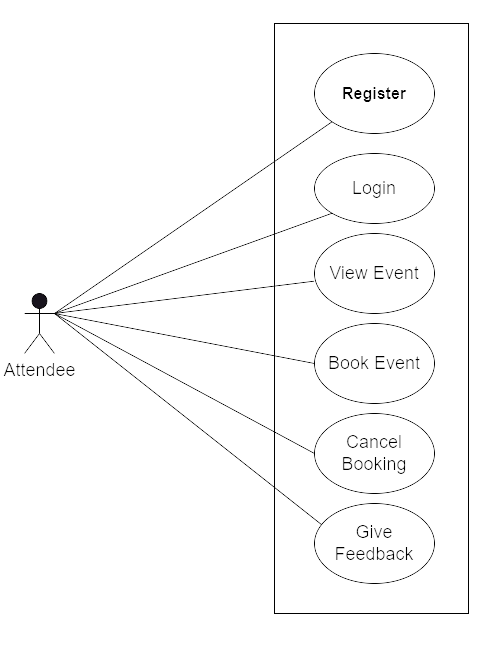 Register
Login
View Event
Attendee
Book Event
Cancel
Booking
Give
Feedback